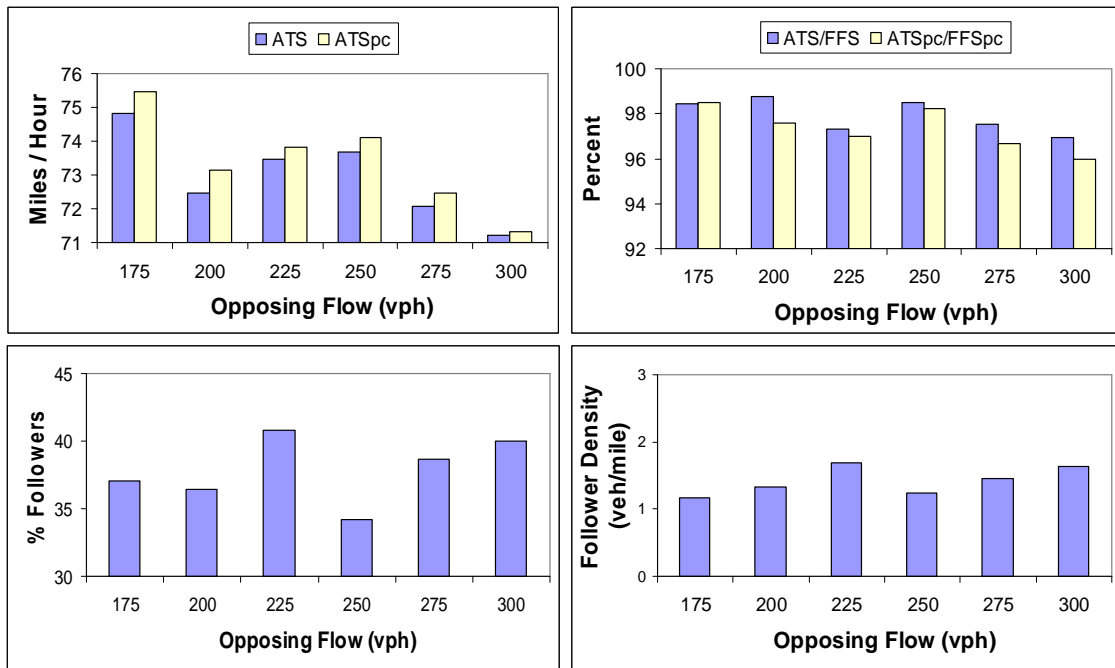 ATS ATSpc
76
75
74
73
72
71
Miles / Hour
175 200 225 250 275 300
Opposing Flow (vph)
ATS/FFS ATSpc/FFSpc
100
98
96
94
92
Percent
175 200 225 250 275 300
Opposing Flow (vph)
45
40
35
30
% Followers
175 200 225 250 275 300
Opposing Flow (vph)
3
2
1
0
Follower Density
(veh/mile)
175 200 225 250 275 300
Opposing Flow (vph)